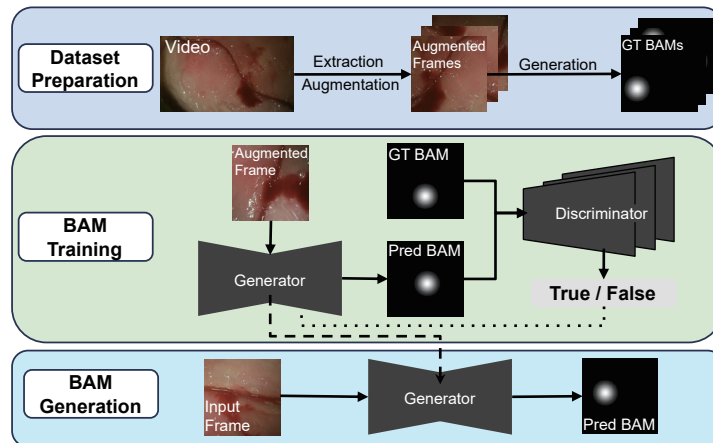 Dataset
Preparation
Video
Extraction
Augmentation
Augmented
Frames
Generation
GT BAMs
BAM
Training
Augmented
Frame
Generator
GT BAM
Pred BAM
Discriminator
True / False
BAM
Generation
Input
Frame
Generator
Pred BAM